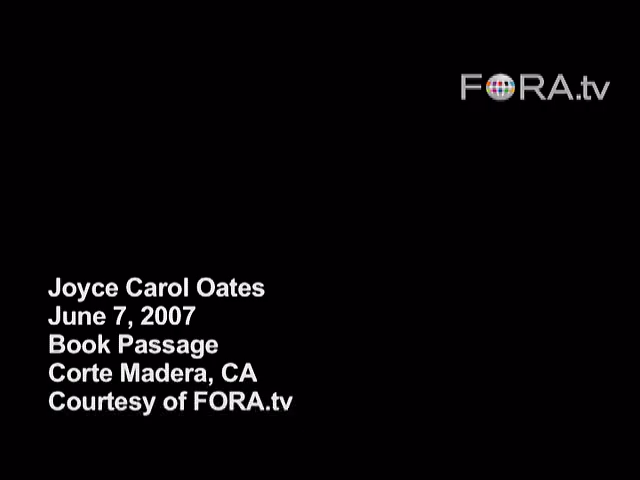 FORA.tv
Joyce Carol Oates
June 7, 2007
Book Passage
Corte Madera, CA
Courtesy of FORA.tv